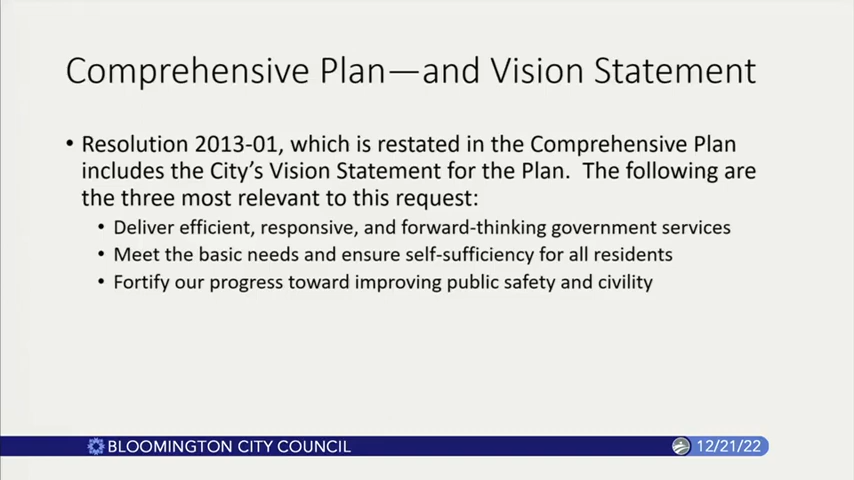 Comprehensive Plan—and Vision Statement
• Resolution 2013-01, which is restated in the Comprehensive Plan
includes the City's Vision Statement for the Plan.  The following are
the three most relevant to this request:
• Deliver efficient, responsive, and forward-thinking government services
• Meet the basic needs and ensure self-sufficiency for all residents
• Fortify our progress toward improving public safety and civility
BLOOMINGTON CITY COUNCIL
12/21/22